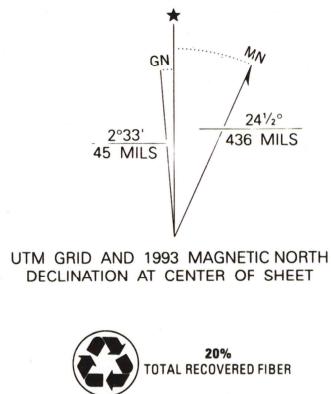 ★
GN
MN
2°33'
45 MILS
24½°
436 MILS
UTM GRID AND 1993 MAGNETIC NORTH
DECLINATION AT CENTER OF SHEET
20%
TOTAL RECOVERED FIBER